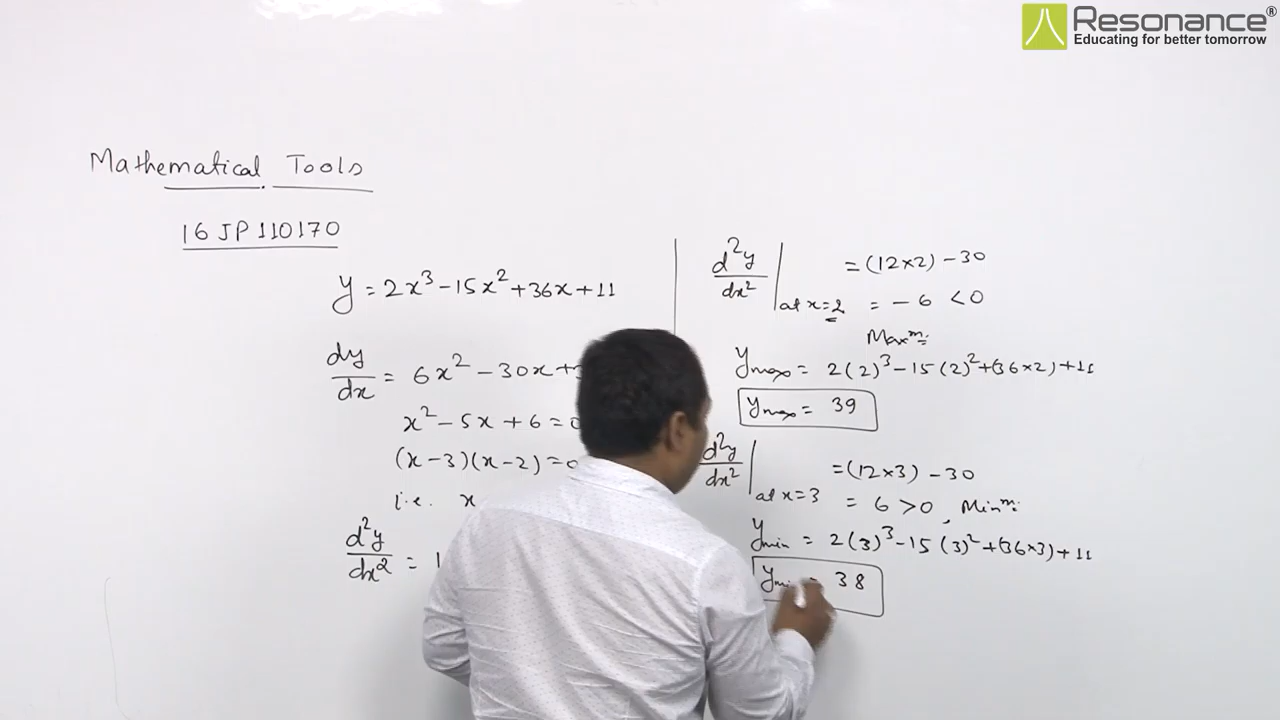 Resonance®
Educating for better tomorrow
Mathematical Tools
16 JP 110170
y = 2x³ - 15x² + 36x + 11
dy/dx = 6x² - 30x +
x² - 5x + 6 =
(x - 3)(x - 2) =
i.e. x
d²y/dx² = 1
d²y/dx² | at x=2 = (12×2) - 30
= - 6 < 0
Maxᵐ:
ymax = 2(2)³ - 15(2)² + (36×2) + 11
ymax = 39
d²y/dx² | at x=3 = (12×3) - 30
= 6 > 0, Minᵐ:
ymin = 2(3)³ - 15(3)² + (36×3) + 11
ymin = 38